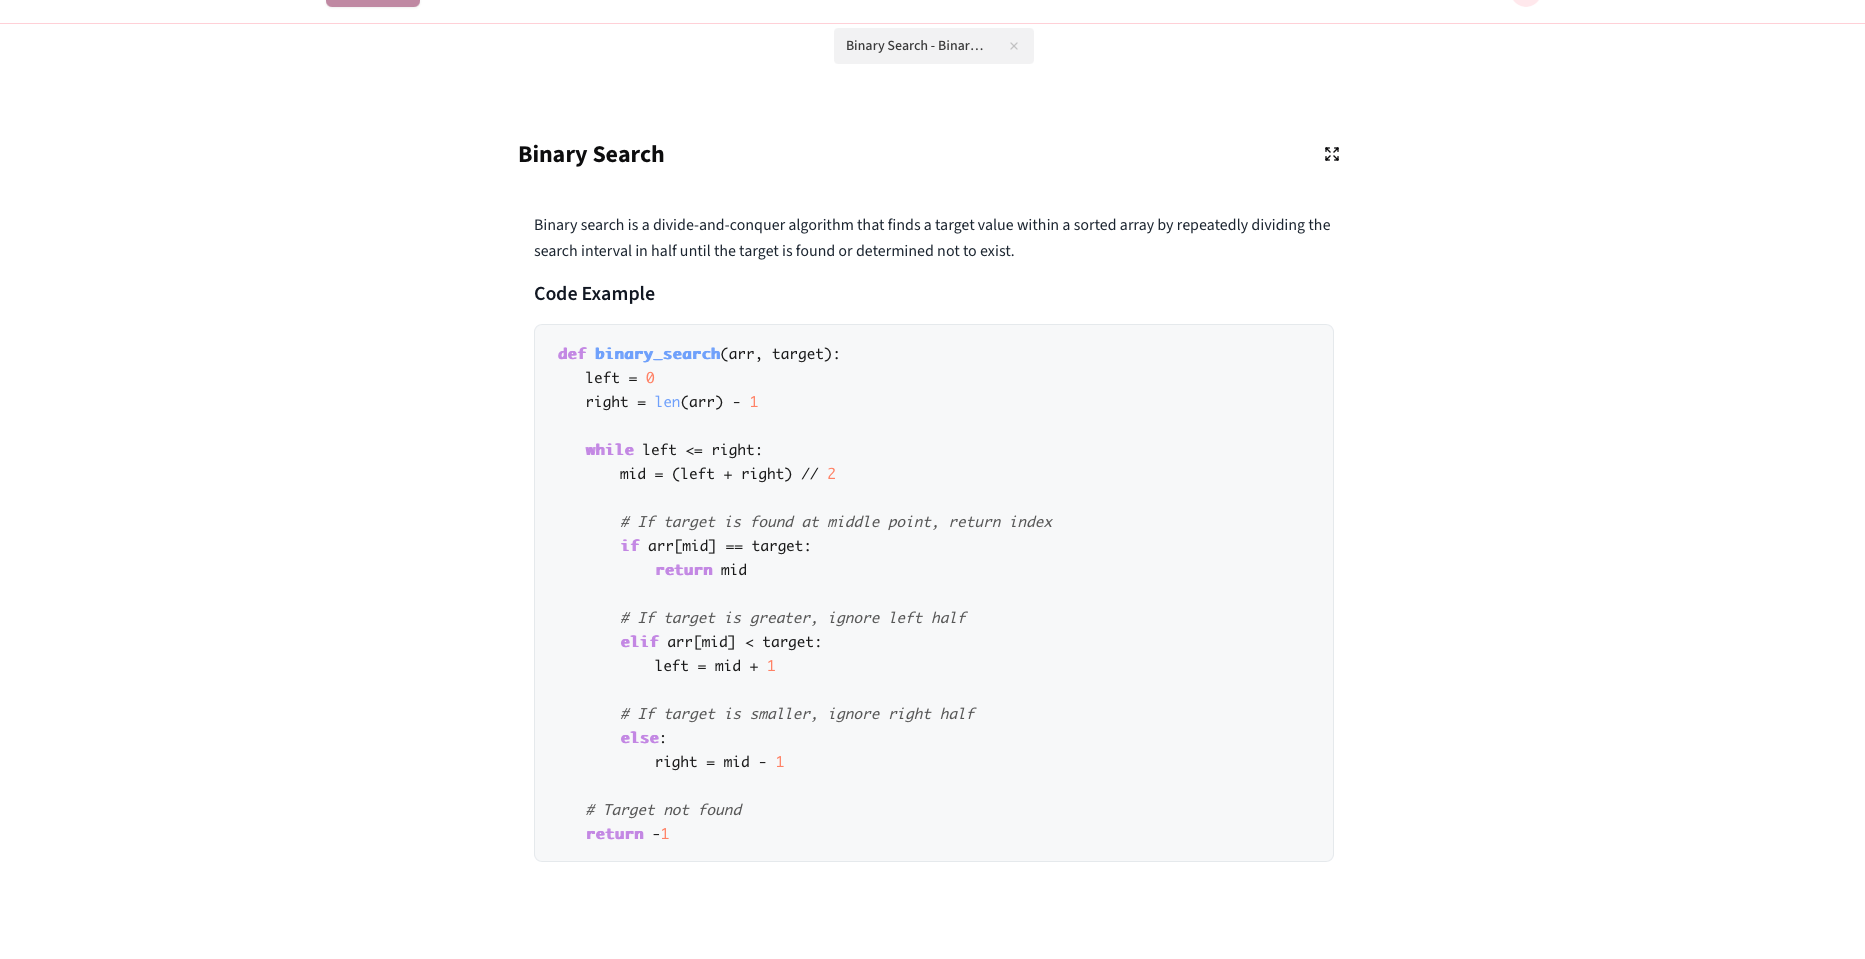 Binary Search - Binar…
Binary Search
Binary search is a divide-and-conquer algorithm that finds a target value within a sorted array by repeatedly dividing the
search interval in half until the target is found or determined not to exist.
Code Example
def binary_search(arr, target):
    left = 0
    right = len(arr) - 1
    while left <= right:
        mid = (left + right) // 2
        # If target is found at middle point, return index
        if arr[mid] == target:
            return mid
        # If target is greater, ignore left half
        elif arr[mid] < target:
            left = mid + 1
        # If target is smaller, ignore right half
        else:
            right = mid - 1
    # Target not found
    return -1